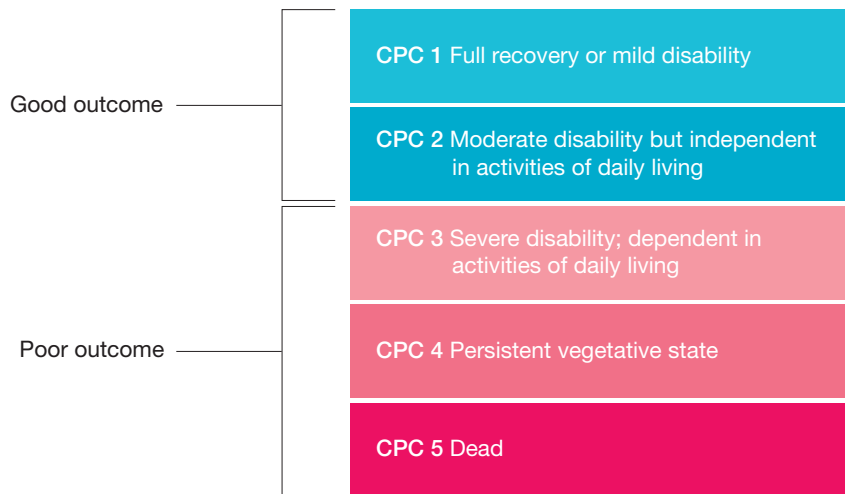 Good outcome
CPC 1 Full recovery or mild disability
CPC 2 Moderate disability but independent
in activities of daily living
Poor outcome
CPC 3 Severe disability; dependent in
activities of daily living
CPC 4 Persistent vegetative state
CPC 5 Dead